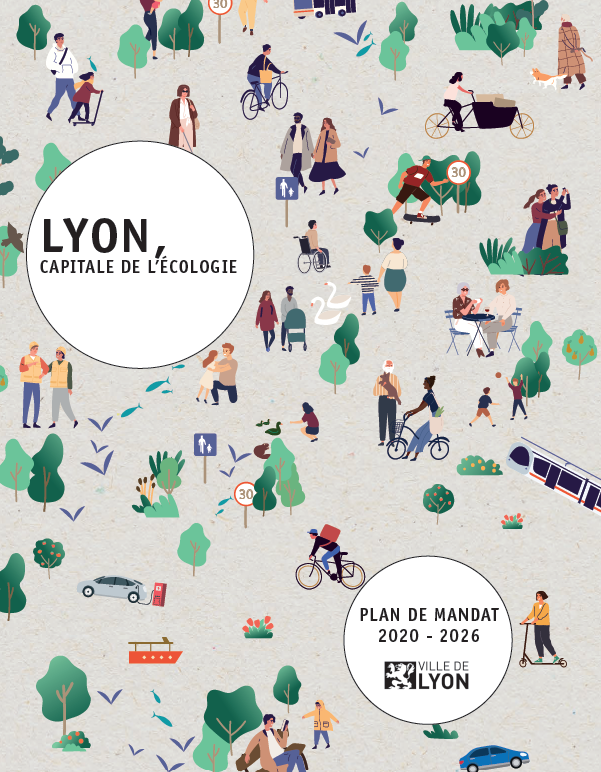 30
30
LYON,
CAPITALE DE L'ÉCOLOGIE
30
PLAN DE MANDAT
2020 - 2026
VILLE DE
LYON